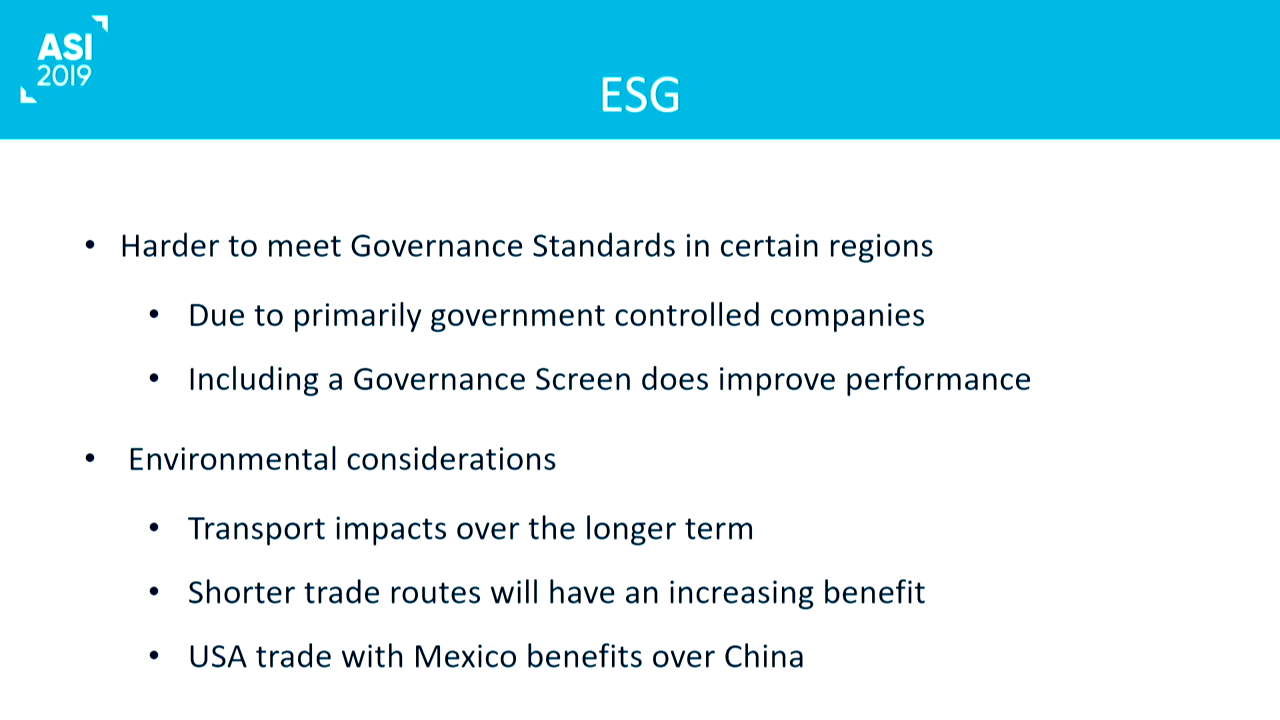 ASI
2019
ESG
• Harder to meet Governance Standards in certain regions
• Due to primarily government controlled companies
• Including a Governance Screen does improve performance
• Environmental considerations
• Transport impacts over the longer term
• Shorter trade routes will have an increasing benefit
• USA trade with Mexico benefits over China